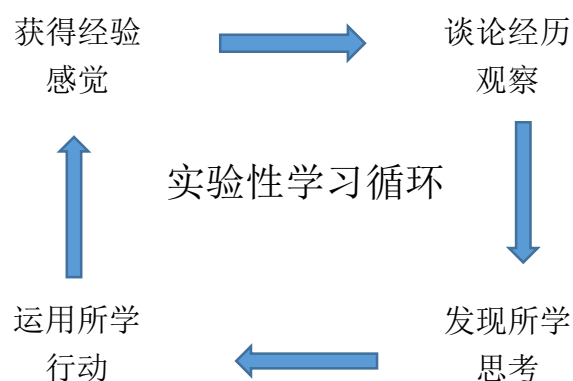 获得经验
感觉
谈论经历
观察
实验性学习循环
运用所学
行动
发现所学
思考